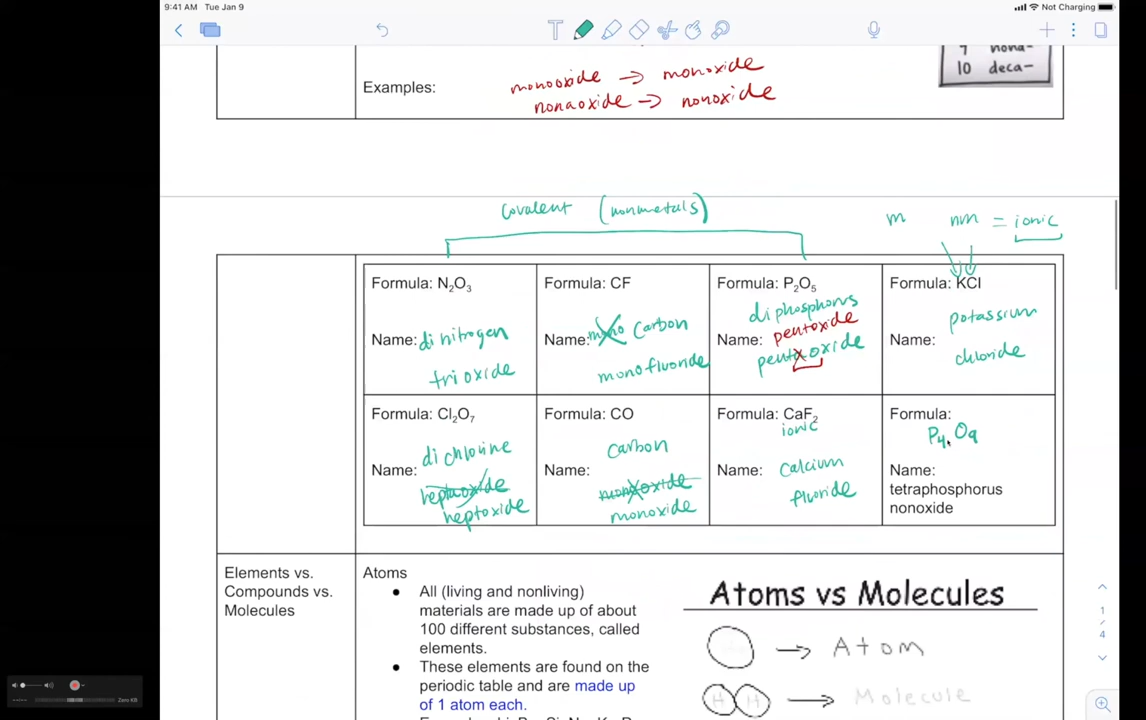 9:41 AM Tue Jan 9
Not Charging
7 nona-
10 deca-
Examples:
monooxide → monoxide
nonaoxide → nonoxide
covalent (nonmetals)
m nm = ionic
Formula: N₂O₃
Name: dinitrogen
trioxide
Formula: CF
Name: mono Carbon
monofluoride
Formula: P₂O₅
diphosphorus
pentoxide
Name: pentaoxide
Formula: KCl
potassium
Name:
chloride
Formula: Cl₂O₇
dichlorine
Name:
heptaoxide
heptoxide
Formula: CO
Carbon
Name:
monooxide
monoxide
Formula: CaF₂
ionic
Name: Calcium
fluoride
Formula:
P₄O₉
Name:
tetraphosphorus
nonoxide
Elements vs.
Compounds vs.
Molecules
Atoms
● All (living and nonliving)
materials are made up of about
100 different substances, called
elements.
● These elements are found on the
periodic table and are made up
of 1 atom each.
Atoms vs Molecules
→ Atom
H H → Molecule
1
/
4
Zero KB